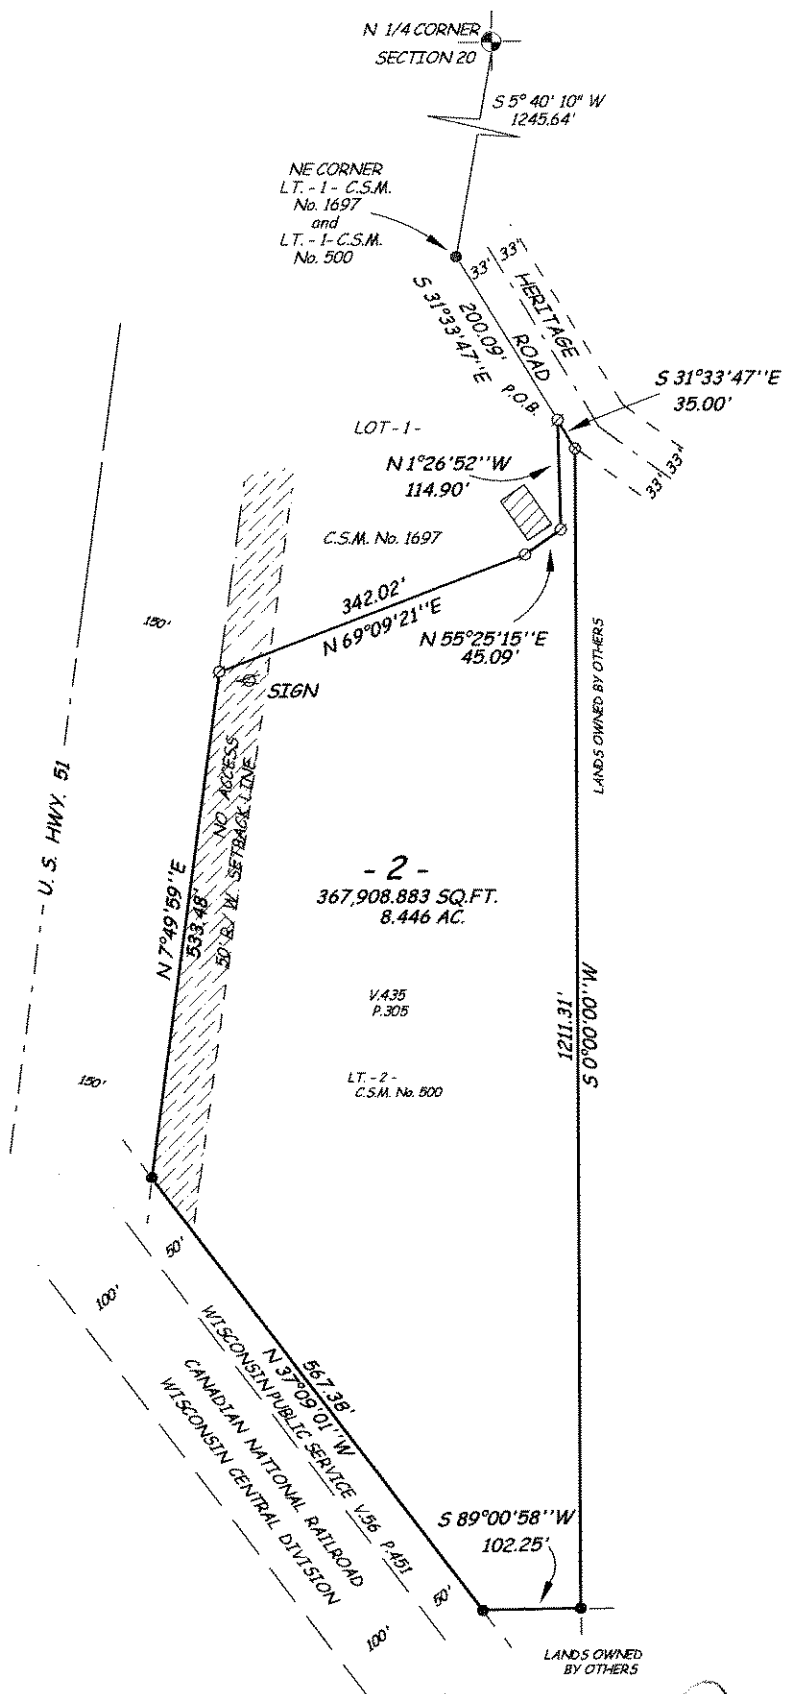 N 1/4 CORNER
SECTION 20
S 5° 40' 10" W
1245.64'
NE CORNER
LT. - 1 - C.S.M.
No. 1697
and
LT. - 1 - C.S.M.
No. 500
33'
33'
HERITAGE
ROAD
200.09'
S 31°33'47''E
P.O.B.
S 31°33'47''E
35.00'
LOT - 1 -
N 1°26'52''W
114.90'
33'
33'
C.S.M. No. 1697
342.02'
N 69°09'21''E
N 55°25'15''E
45.09'
150'
SIGN
LANDS OWNED BY OTHERS
U. S. HWY. 51
NO ACCESS
50' B./W. SETBACK LINE
N 7°49'59''E
533.48'
- 2 -
367,908.883 SQ.FT.
8.446 AC.
V.435
P.305
1211.31'
S 0°00'00''W
150'
LT. - 2 -
C.S.M. No. 500
50'
100'
567.38'
N 37°09'01''W
WISCONSIN PUBLIC SERVICE V.56 P.451
CANADIAN NATIONAL RAILROAD
WISCONSIN CENTRAL DIVISION
S 89°00'58''W
102.25'
50'
100'
LANDS OWNED
BY OTHERS